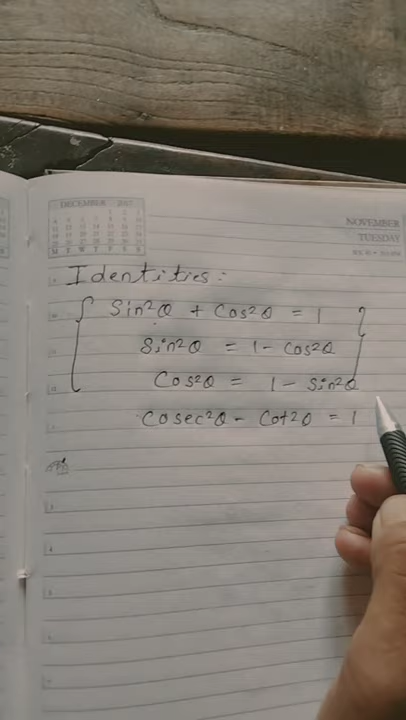 DECEMBER
NOVEMBER
TUESDAY
Identities:
Sin²θ + Cos²θ = 1
Sin²θ = 1 - Cos²θ
Cos²θ = 1 - Sin²θ
Cosec²θ - Cot²θ = 1